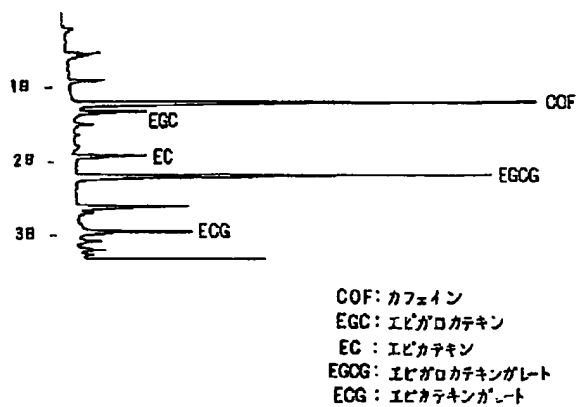 10 -
COF
EGC
EC
20 -
EGCG
30 -
ECG
COF: カフェイン
EGC: エピガロカテキン
EC : エピカテキン
EGCG: エピガロカテキンガレート
ECG: エピカテキンガレート